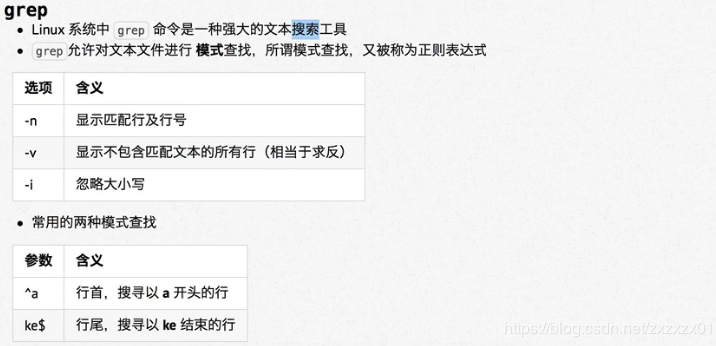 grep
Linux 系统中 grep 命令是一种强大的文本搜索工具
grep允许对文本文件进行 模式查找，所谓模式查找，又被称为正则表达式
选项 含义
-n 显示匹配行及行号
-v 显示不包含匹配文本的所有行（相当于求反）
-i 忽略大小写
常用的两种模式查找
参数 含义
^a 行首，搜寻以 a 开头的行
ke$ 行尾，搜寻以 ke 结束的行
https://blog.csdn.net/zxzxzx01